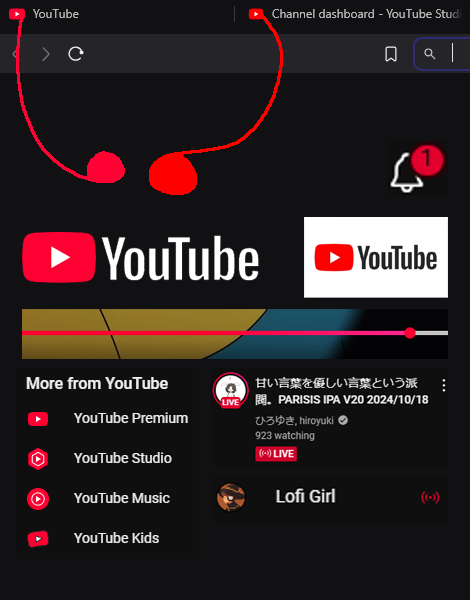 YouTube
Channel dashboard - YouTube Studi
1
YouTube
YouTube
More from YouTube
YouTube Premium
YouTube Studio
YouTube Music
YouTube Kids
LIVE
甘い言葉を優しい言葉という派
閥。PARISIS IPA V20 2024/10/18
ひろゆき, hiroyuki
923 watching
LIVE
Lofi Girl